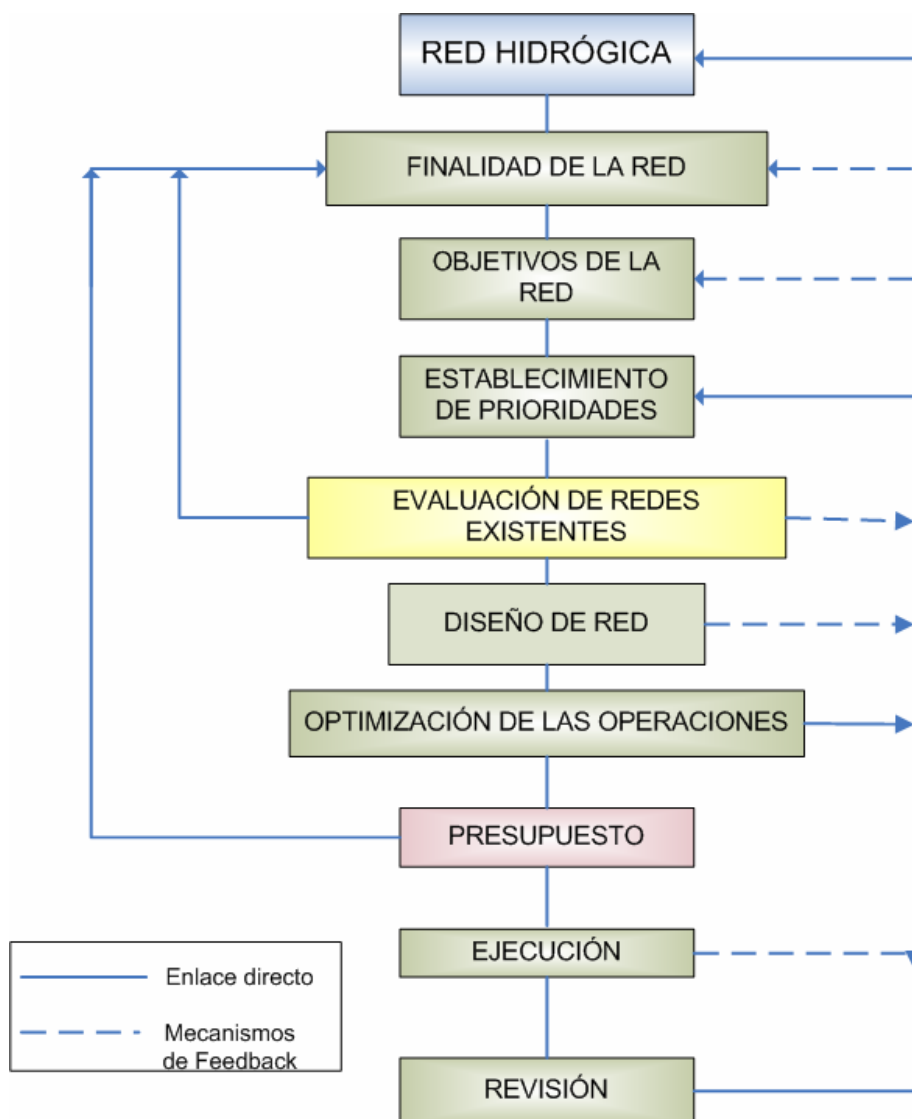 RED HIDRÓGICA
FINALIDAD DE LA RED
OBJETIVOS DE LA
RED
ESTABLECIMIENTO
DE PRIORIDADES
EVALUACIÓN DE REDES
EXISTENTES
DISEÑO DE RED
OPTIMIZACIÓN DE LAS OPERACIONES
PRESUPUESTO
EJECUCIÓN
REVISIÓN
Enlace directo
Mecanismos
de Feedback